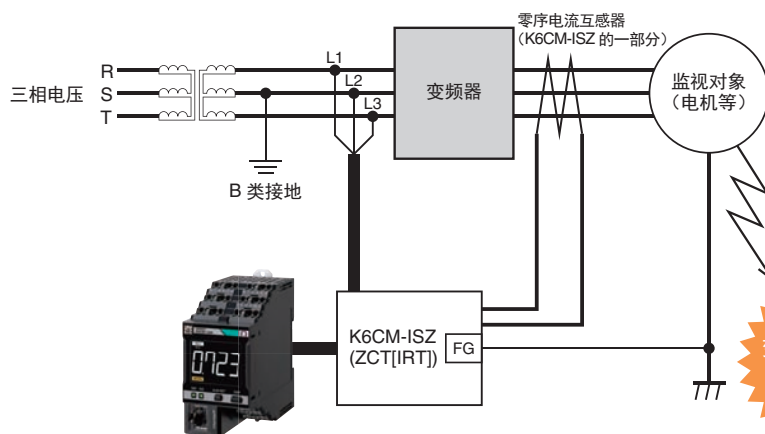 零序电流互感器
（K6CM-ISZ 的一部分）
L1
R
L2
三相电压
S
变频器
监视对象
（电机等）
L3
T
B 类接地
K6CM-ISZ
(ZCT[IRT])
FG
0.723